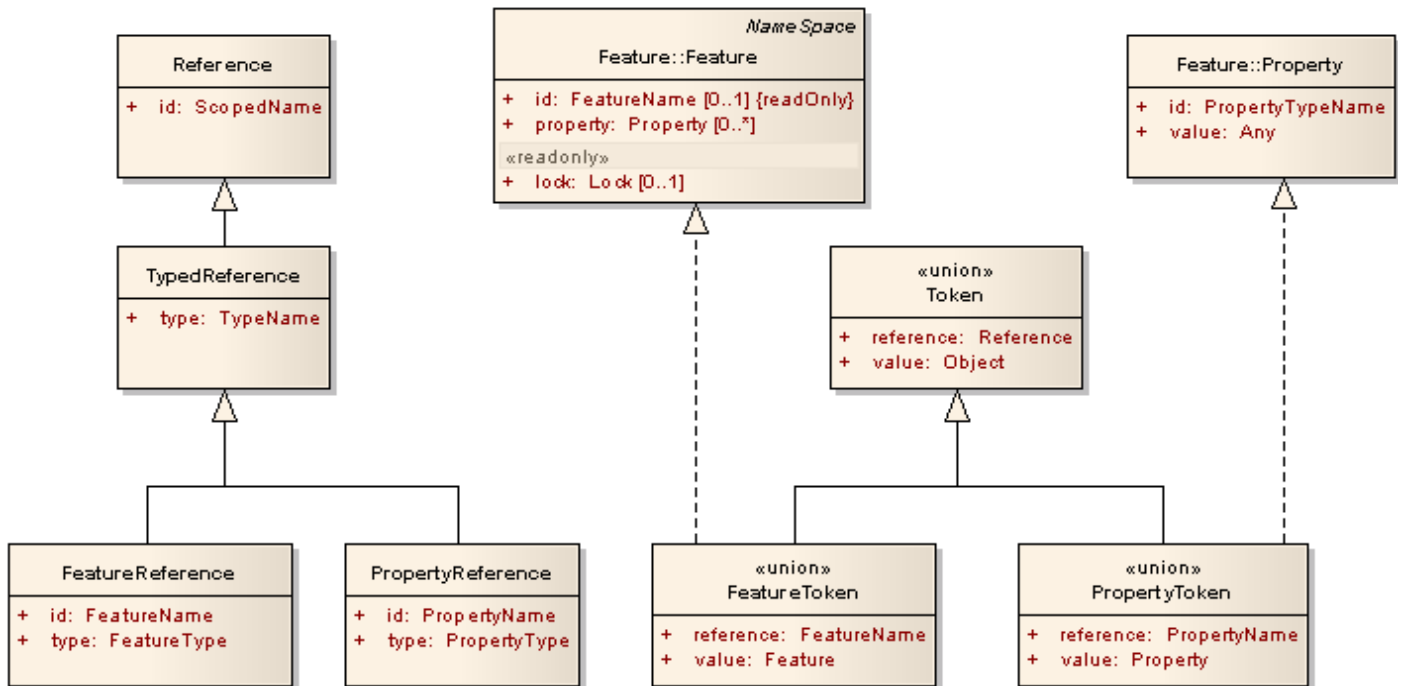 Reference
+ id: ScopedName
NameSpace
Feature::Feature
+ id: FeatureName [0..1] {readOnly}
+ property: Property [0..*]
«readonly»
+ lock: Lock [0..1]
Feature::Property
+ id: PropertyTypeName
+ value: Any
TypedReference
+ type: TypeName
«union»
Token
+ reference: Reference
+ value: Object
FeatureReference
+ id: FeatureName
+ type: FeatureType
PropertyReference
+ id: PropertyName
+ type: PropertyType
«union»
FeatureToken
+ reference: FeatureName
+ value: Feature
«union»
PropertyToken
+ reference: PropertyName
+ value: Property